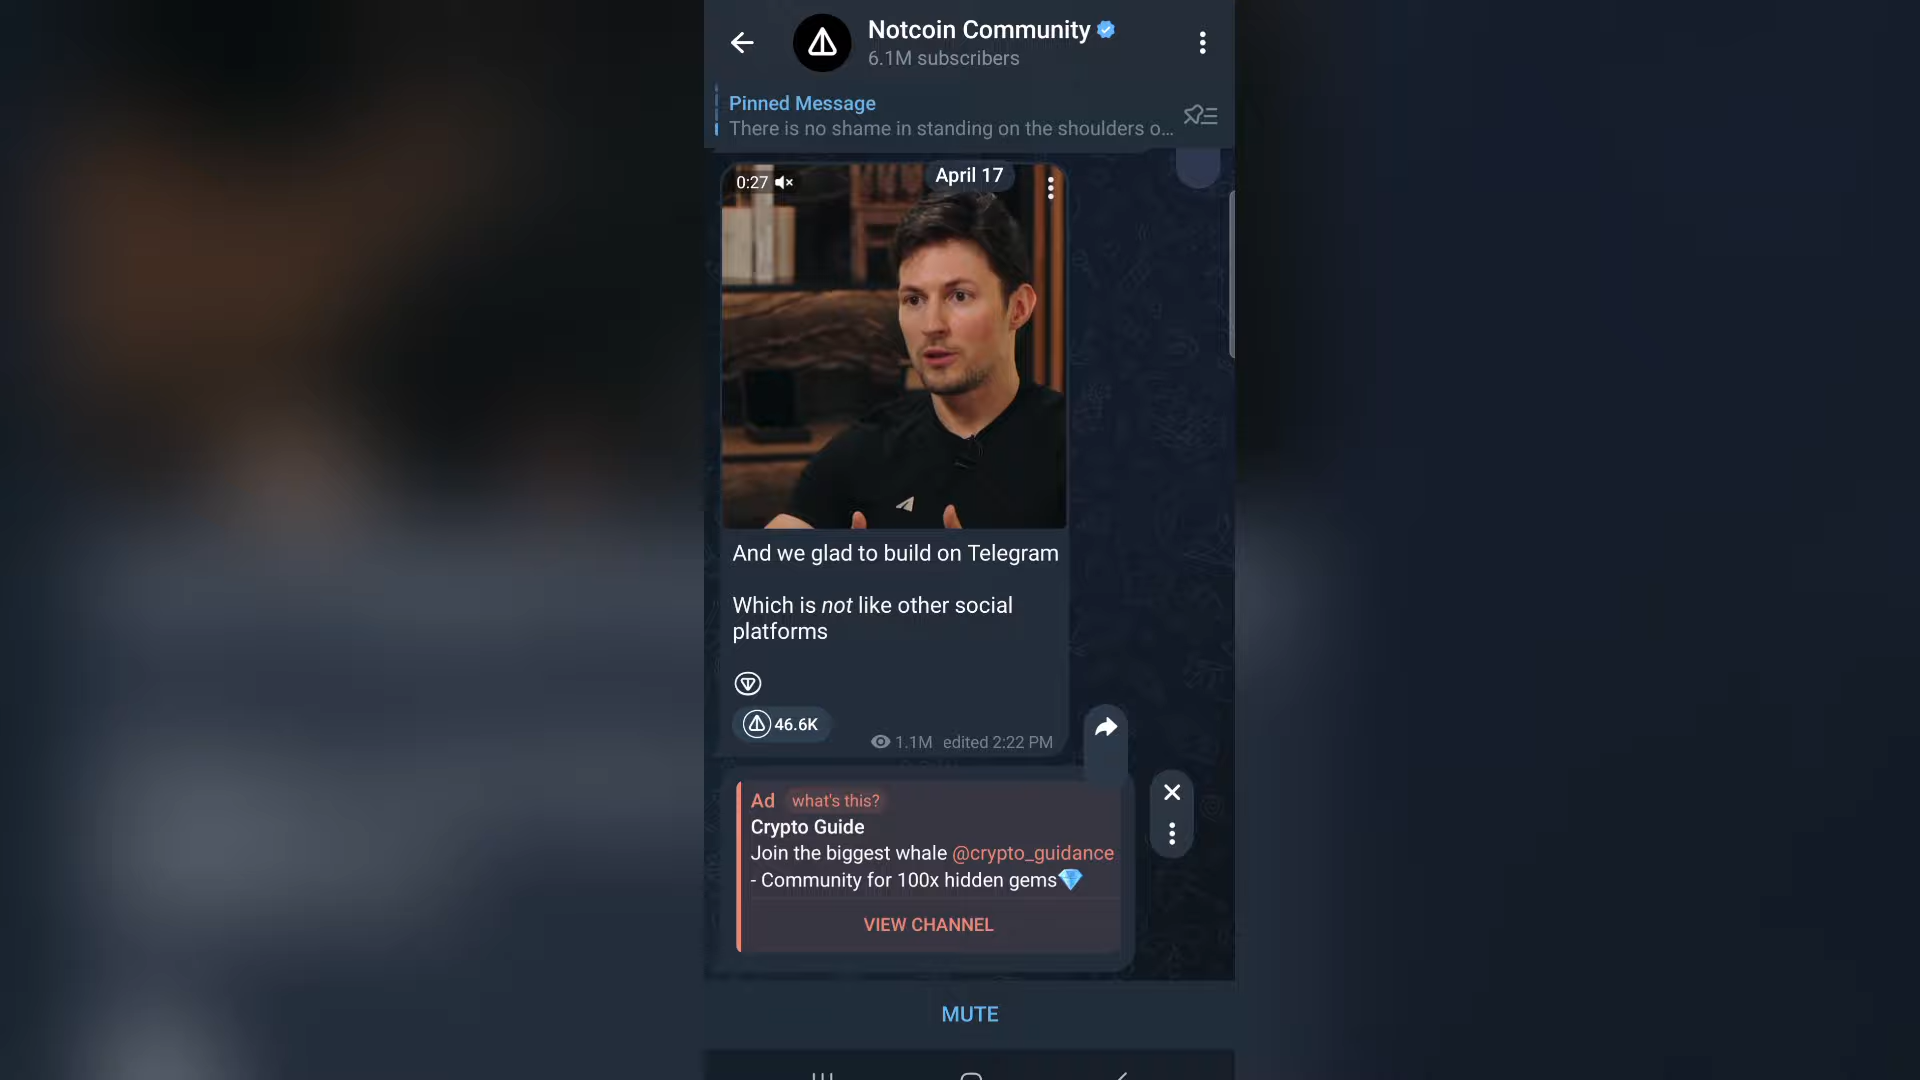 Notcoin Community
6.1M subscribers
Pinned Message
There is no shame in standing on the shoulders o...
0:27
April 17
And we glad to build on Telegram
Which is not like other social
platforms
46.6K
1.1M edited 2:22 PM
Ad what's this?
Crypto Guide
Join the biggest whale @crypto_guidance
- Community for 100x hidden gems💎
VIEW CHANNEL
MUTE